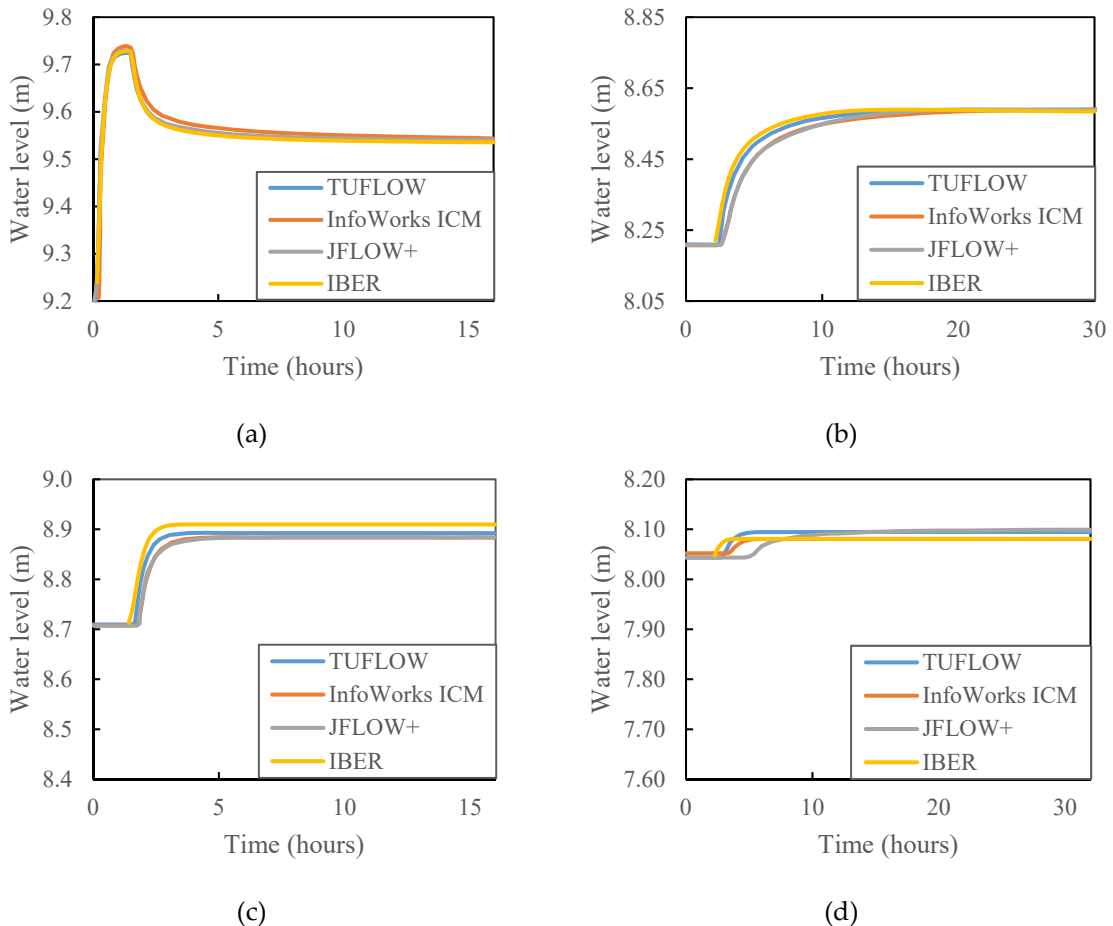 9.8
9.7
9.6
9.5
9.4
9.3
9.2
Water level (m)
TUFLOW
InfoWorks ICM
JFLOW+
IBER
0 5 10 15
Time (hours)
(a)
8.85
8.65
8.45
8.25
8.05
Water level (m)
TUFLOW
InfoWorks ICM
JFLOW+
IBER
0 10 20 30
Time (hours)
(b)
9.0
8.9
8.8
8.7
8.6
8.5
8.4
Water level (m)
TUFLOW
InfoWorks ICM
JFLOW+
IBER
0 5 10 15
Time (hours)
(c)
8.20
8.10
8.00
7.90
7.80
7.70
7.60
Water level (m)
TUFLOW
InfoWorks ICM
JFLOW+
IBER
0 10 20 30
Time (hours)
(d)